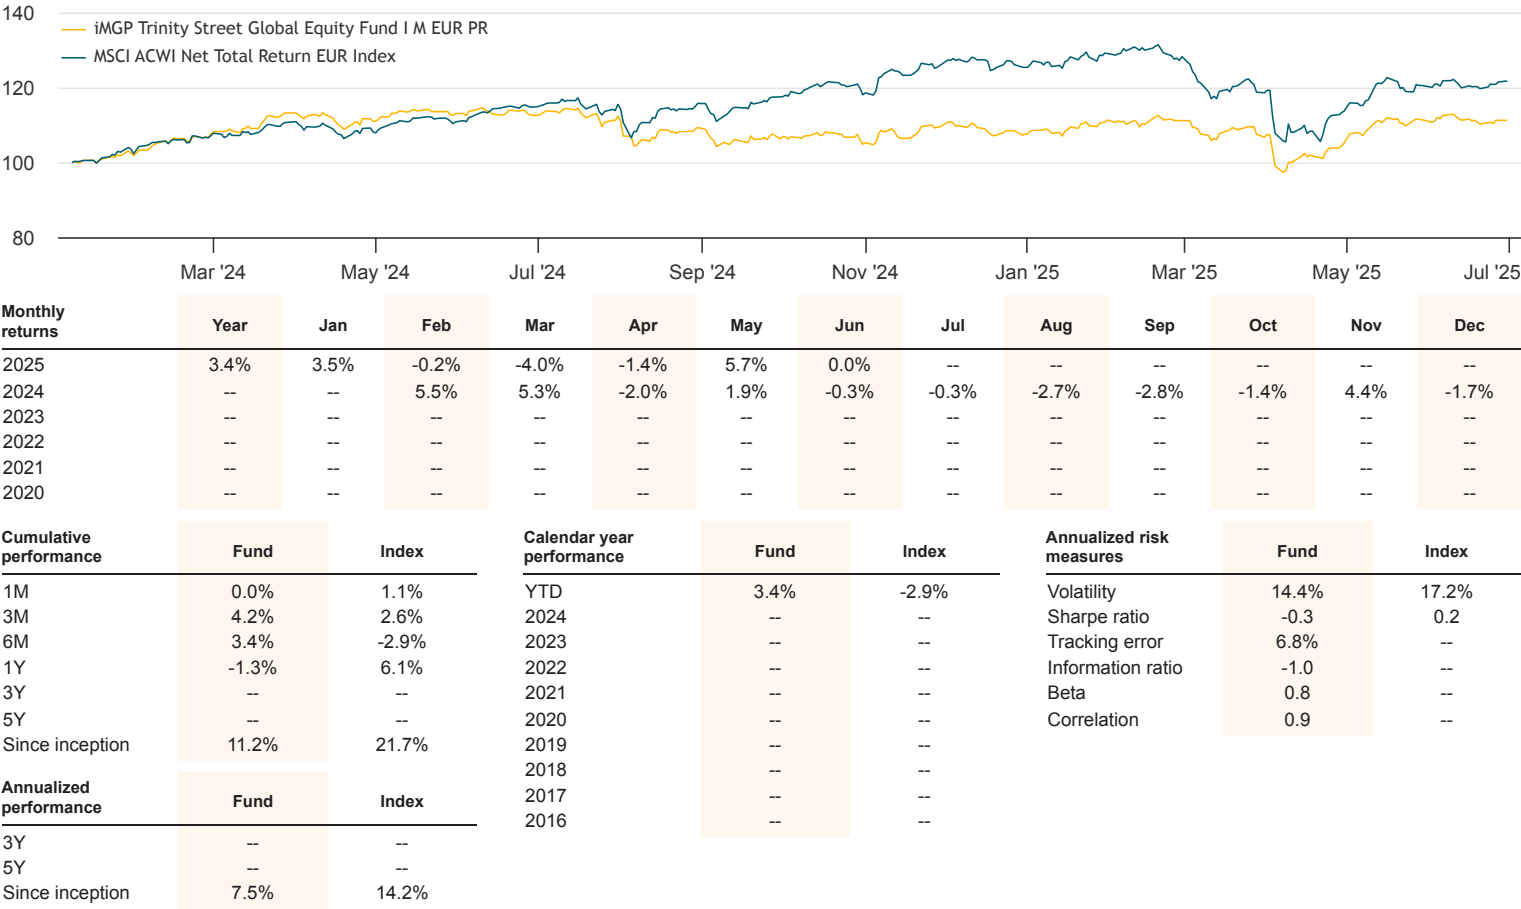 140
120
100
80
iMGP Trinity Street Global Equity Fund I M EUR PR
MSCI ACWI Net Total Return EUR Index
Mar '24 May '24 Jul '24 Sep '24 Nov '24 Jan '25 Mar '25 May '25 Jul '25
Monthly
returns Year Jan Feb Mar Apr May Jun Jul Aug Sep Oct Nov Dec
2025 3.4% 3.5% -0.2% -4.0% -1.4% 5.7% 0.0% -- -- -- -- -- --
2024 -- -- 5.5% 5.3% -2.0% 1.9% -0.3% -0.3% -2.7% -2.8% -1.4% 4.4% -1.7%
2023 -- -- -- -- -- -- -- -- -- -- -- -- --
2022 -- -- -- -- -- -- -- -- -- -- -- -- --
2021 -- -- -- -- -- -- -- -- -- -- -- -- --
2020 -- -- -- -- -- -- -- -- -- -- -- -- --
Cumulative
performance Fund Index
1M 0.0% 1.1%
3M 4.2% 2.6%
6M 3.4% -2.9%
1Y -1.3% 6.1%
3Y -- --
5Y -- --
Since inception 11.2% 21.7%
Annualized
performance Fund Index
3Y -- --
5Y -- --
Since inception 7.5% 14.2%
Calendar year
performance Fund Index
YTD 3.4% -2.9%
2024 -- --
2023 -- --
2022 -- --
2021 -- --
2020 -- --
2019 -- --
2018 -- --
2017 -- --
2016 -- --
Annualized risk
measures Fund Index
Volatility 14.4% 17.2%
Sharpe ratio -0.3 0.2
Tracking error 6.8% --
Information ratio -1.0 --
Beta 0.8 --
Correlation 0.9 --